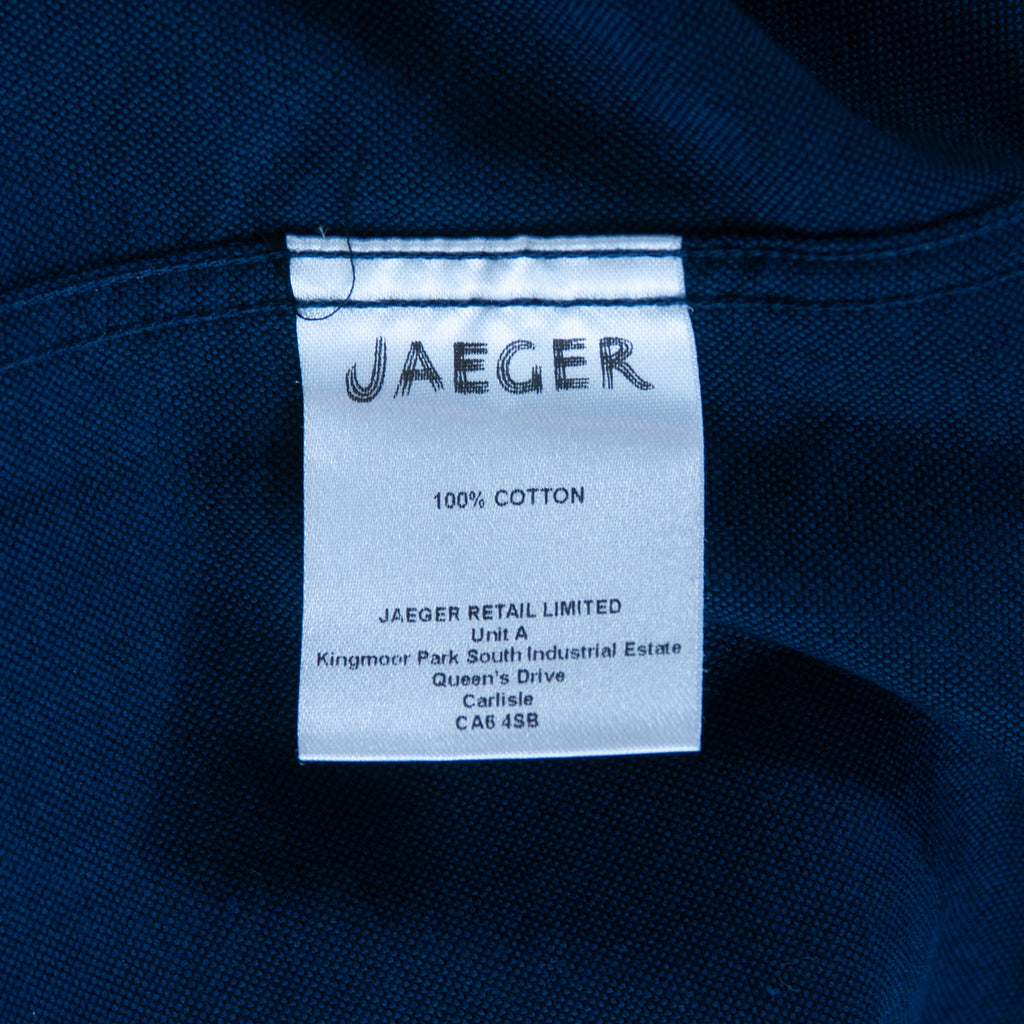 JAEGER
100% COTTON
JAEGER RETAIL LIMITED
Unit A
Kingmoor Park South Industrial Estate
Queen's Drive
Carlisle
CA6 4SB